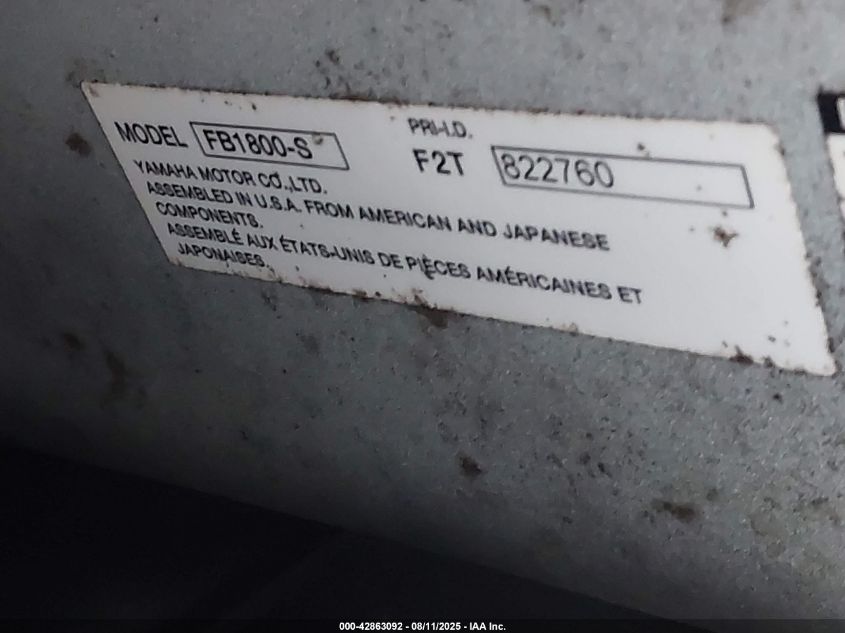 MODEL FB1800-S
PRI-I.D.
F2T 822760
YAMAHA MOTOR CO.,LTD.
ASSEMBLED IN U.S.A. FROM AMERICAN AND JAPANESE
COMPONENTS.
ASSEMBLÉ AUX ÉTATS-UNIS DE PIÈCES AMÉRICAINES ET
JAPONAISES.
000-42863092 - 08/11/2025 - IAA Inc.